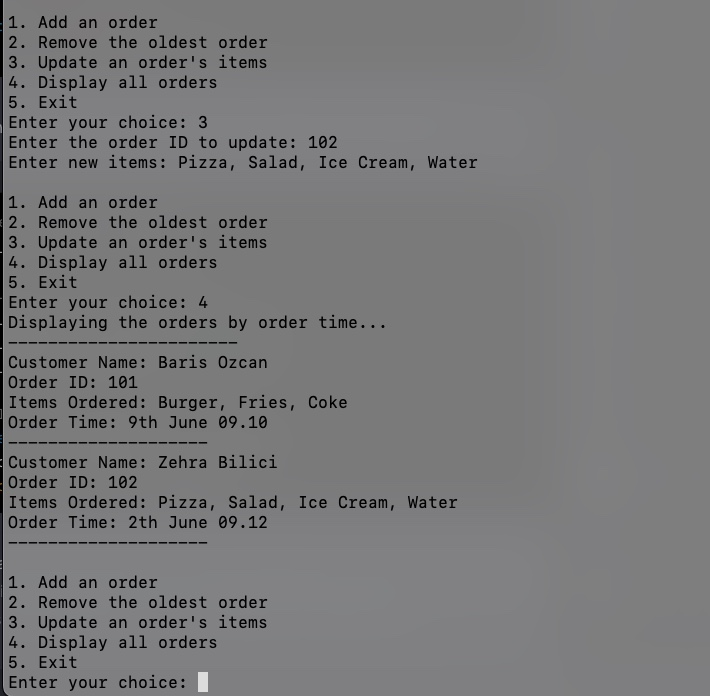 1. Add an order
2. Remove the oldest order
3. Update an order's items
4. Display all orders
5. Exit
Enter your choice: 3
Enter the order ID to update: 102
Enter new items: Pizza, Salad, Ice Cream, Water
1. Add an order
2. Remove the oldest order
3. Update an order's items
4. Display all orders
5. Exit
Enter your choice: 4
Displaying the orders by order time...
-----------------------
Customer Name: Baris Ozcan
Order ID: 101
Items Ordered: Burger, Fries, Coke
Order Time: 9th June 09.10
--------------------
Customer Name: Zehra Bilici
Order ID: 102
Items Ordered: Pizza, Salad, Ice Cream, Water
Order Time: 2th June 09.12
--------------------
1. Add an order
2. Remove the oldest order
3. Update an order's items
4. Display all orders
5. Exit
Enter your choice: